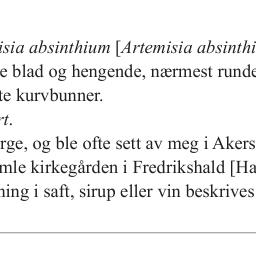 isia absinthium [Artemisia absinthi
e blad og hengende, nærmest runde
te kurvbunner.
rt.
rge, og ble ofte sett av meg i Akers
mle kirkegården i Fredrikshald [Ha
ning i saft, sirup eller vin beskrives